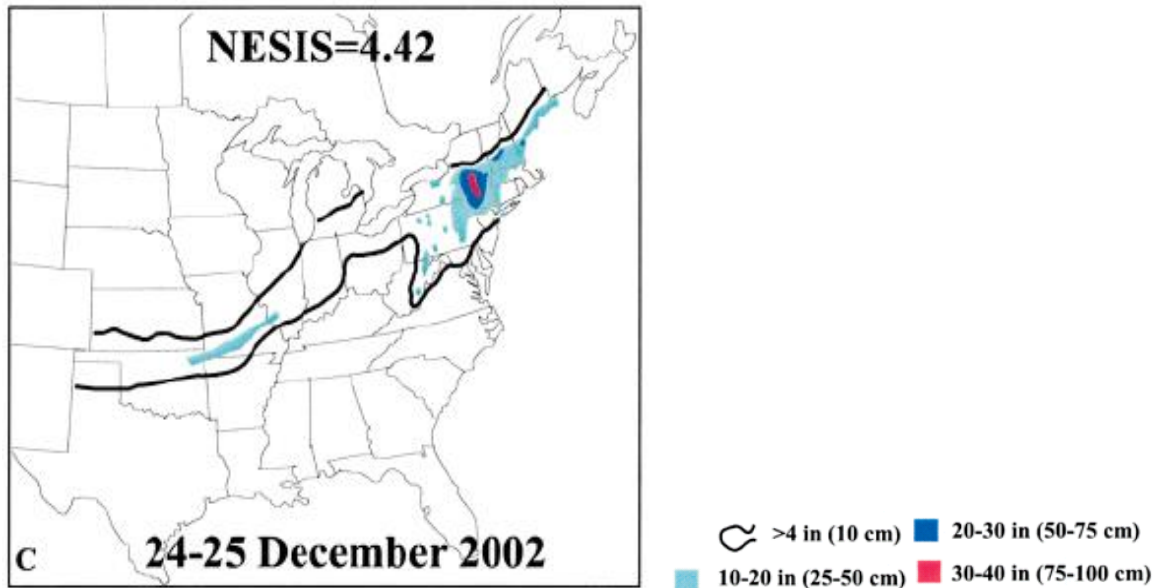 NESIS=4.42
C
24-25 December 2002
>4 in (10 cm)
20-30 in (50-75 cm)
10-20 in (25-50 cm)
30-40 in (75-100 cm)